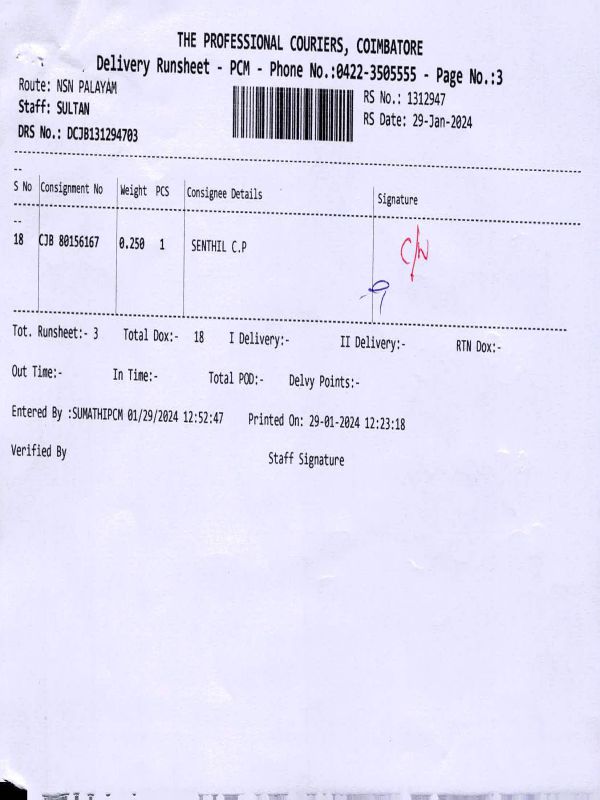 THE PROFESSIONAL COURIERS, COIMBATORE
Delivery Runsheet - PCM - Phone No.:0422-3505555 - Page No.:3
Route: NSN PALAYAM
RS No.: 1312947
Staff: SULTAN
RS Date: 29-Jan-2024
DRS No.: DCJB131294703
--
S No Consignment No Weight PCS Consignee Details Signature
--
18 CJB 80156167 0.250 1 SENTHIL C.P C/N
Tot. Runsheet:- 3 Total Dox:- 18 I Delivery:- II Delivery:- RTN Dox:-
Out Time:- In Time:- Total POD:- Delvy Points:-
Entered By :SUMATHIPCM 01/29/2024 12:52:47 Printed On: 29-01-2024 12:23:18
Verified By Staff Signature